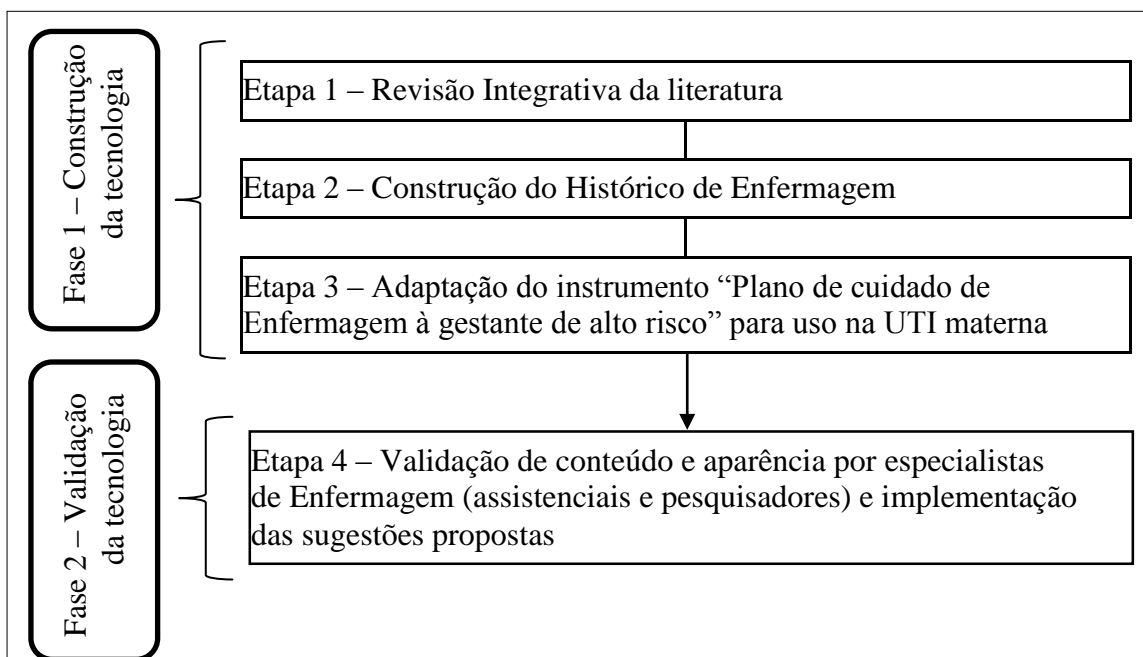 Fase 1 – Construção
da tecnologia
Etapa 1 – Revisão Integrativa da literatura
Etapa 2 – Construção do Histórico de Enfermagem
Etapa 3 – Adaptação do instrumento “Plano de cuidado de
Enfermagem à gestante de alto risco” para uso na UTI materna
Fase 2 – Validação
da tecnologia
Etapa 4 – Validação de conteúdo e aparência por especialistas
de Enfermagem (assistenciais e pesquisadores) e implementação
das sugestões propostas